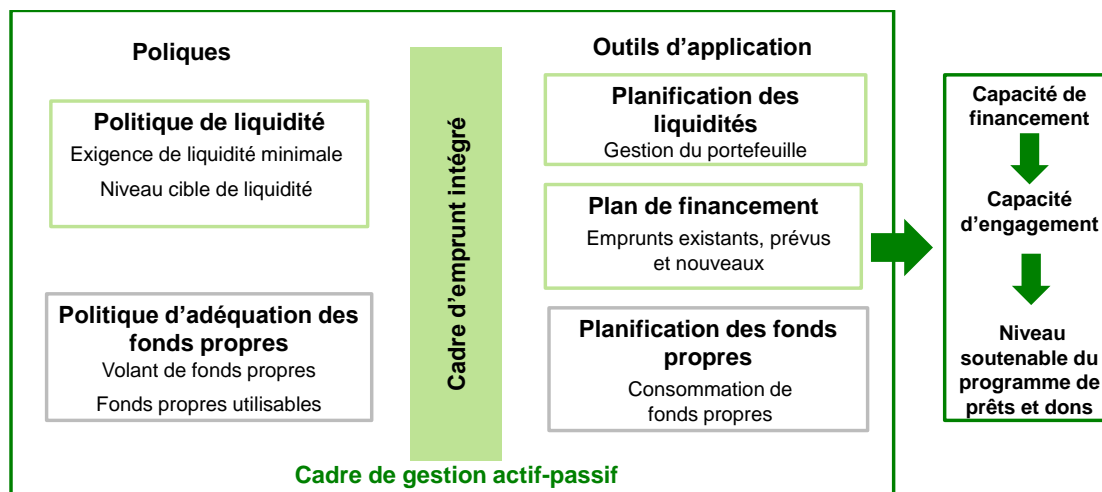 Poliques
Politique de liquidité
Exigence de liquidité minimale
Niveau cible de liquidité
Politique d’adéquation des
fonds propres
Volant de fonds propres
Fonds propres utilisables
Cadre d’emprunt intégré
Outils d’application
Planification des
liquidités
Gestion du portefeuille
Plan de financement
Emprunts existants, prévus
et nouveaux
Planification des fonds
propres
Consommation de
fonds propres
Cadre de gestion actif-passif
Capacité de
financement
Capacité
d’engagement
Niveau
soutenable du
programme de
prêts et dons